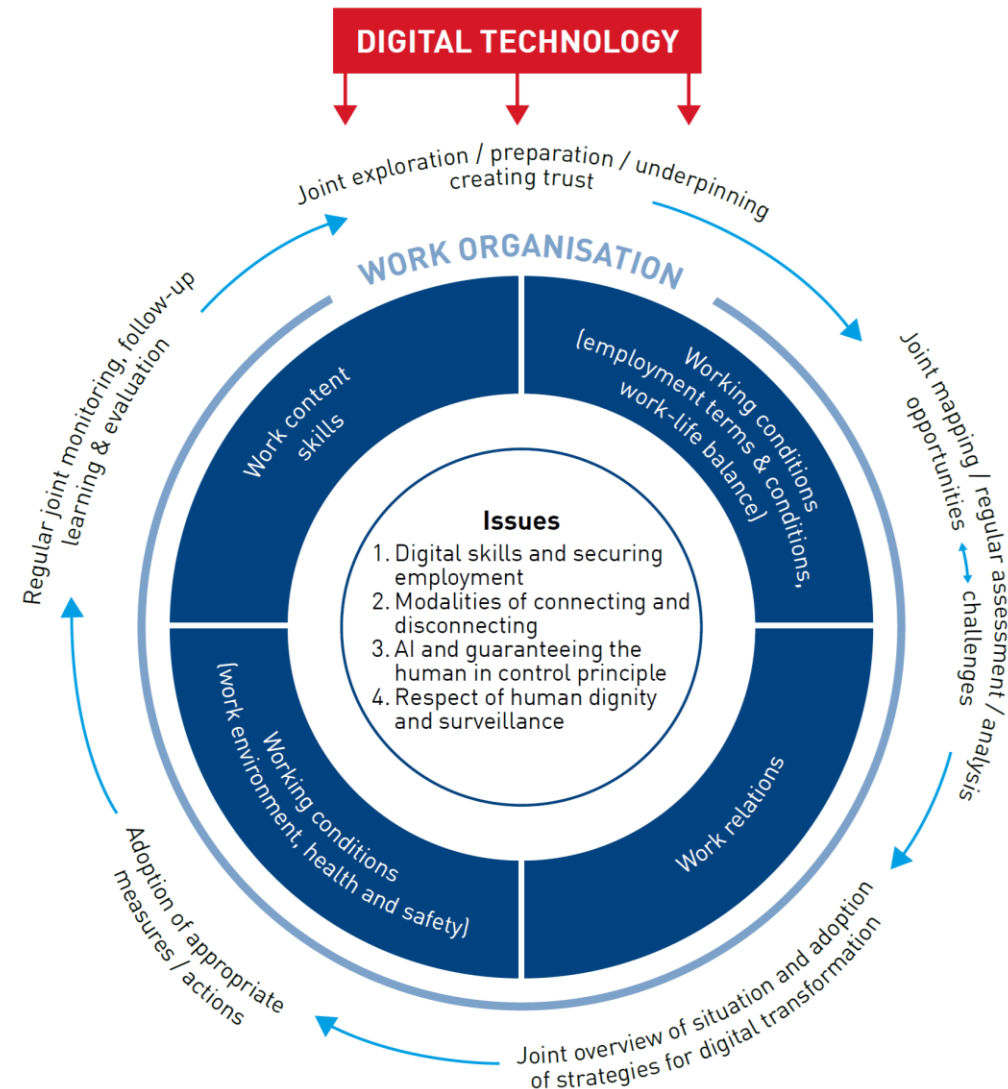 DIGITAL TECHNOLOGY
Joint exploration / preparation / underpinning
creating trust
WORK ORGANISATION
Joint mapping / regular assessment / analysis
opportunities
challenges
Joint overview of situation and adoption
of strategies for digital transformation
Adoption of appropriate
measures / actions
Regular joint monitoring, follow-up
learning & evaluation
Work content
skills
Working conditions
(employment terms & conditions,
work-life balance)
Work relations
Working conditions
(work environment, health and safety)
Issues
1. Digital skills and securing
employment
2. Modalities of connecting and
disconnecting
3. AI and guaranteeing the
human in control principle
4. Respect of human dignity
and surveillance